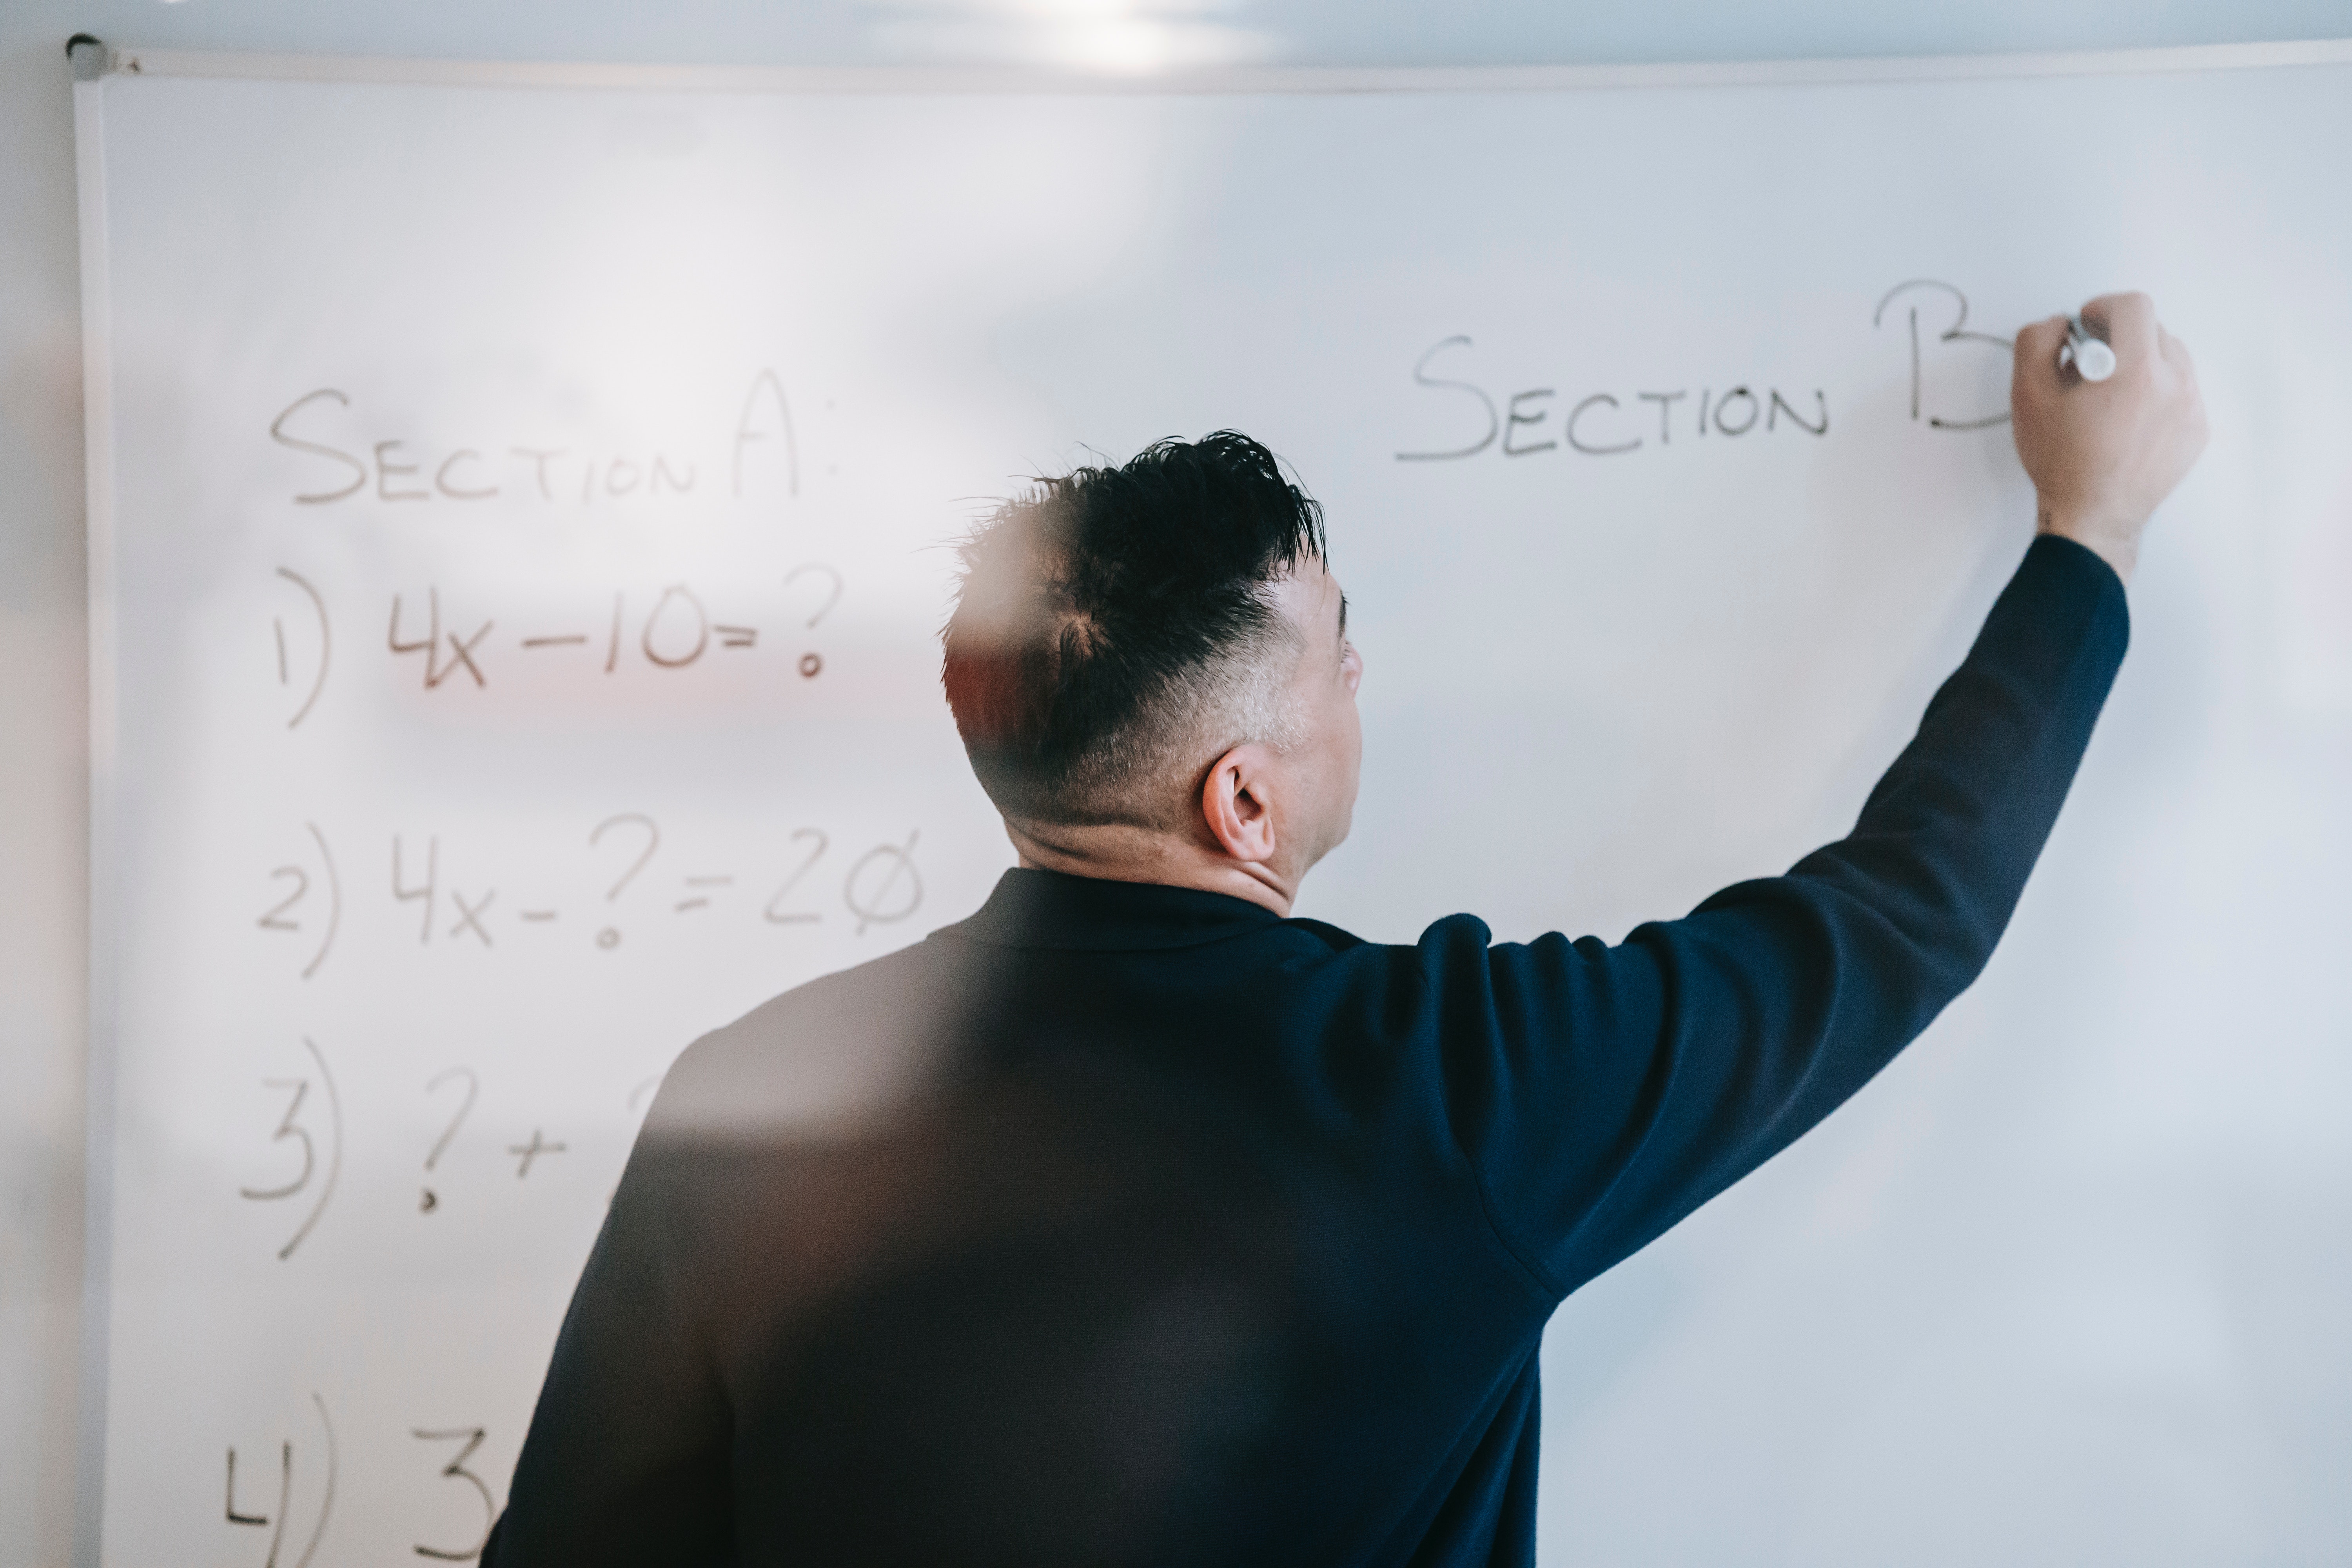 SECTION A:
1) 4x - 10 = ?
2) 4x - ? = 20
3) ? +
4) 3
SECTION B